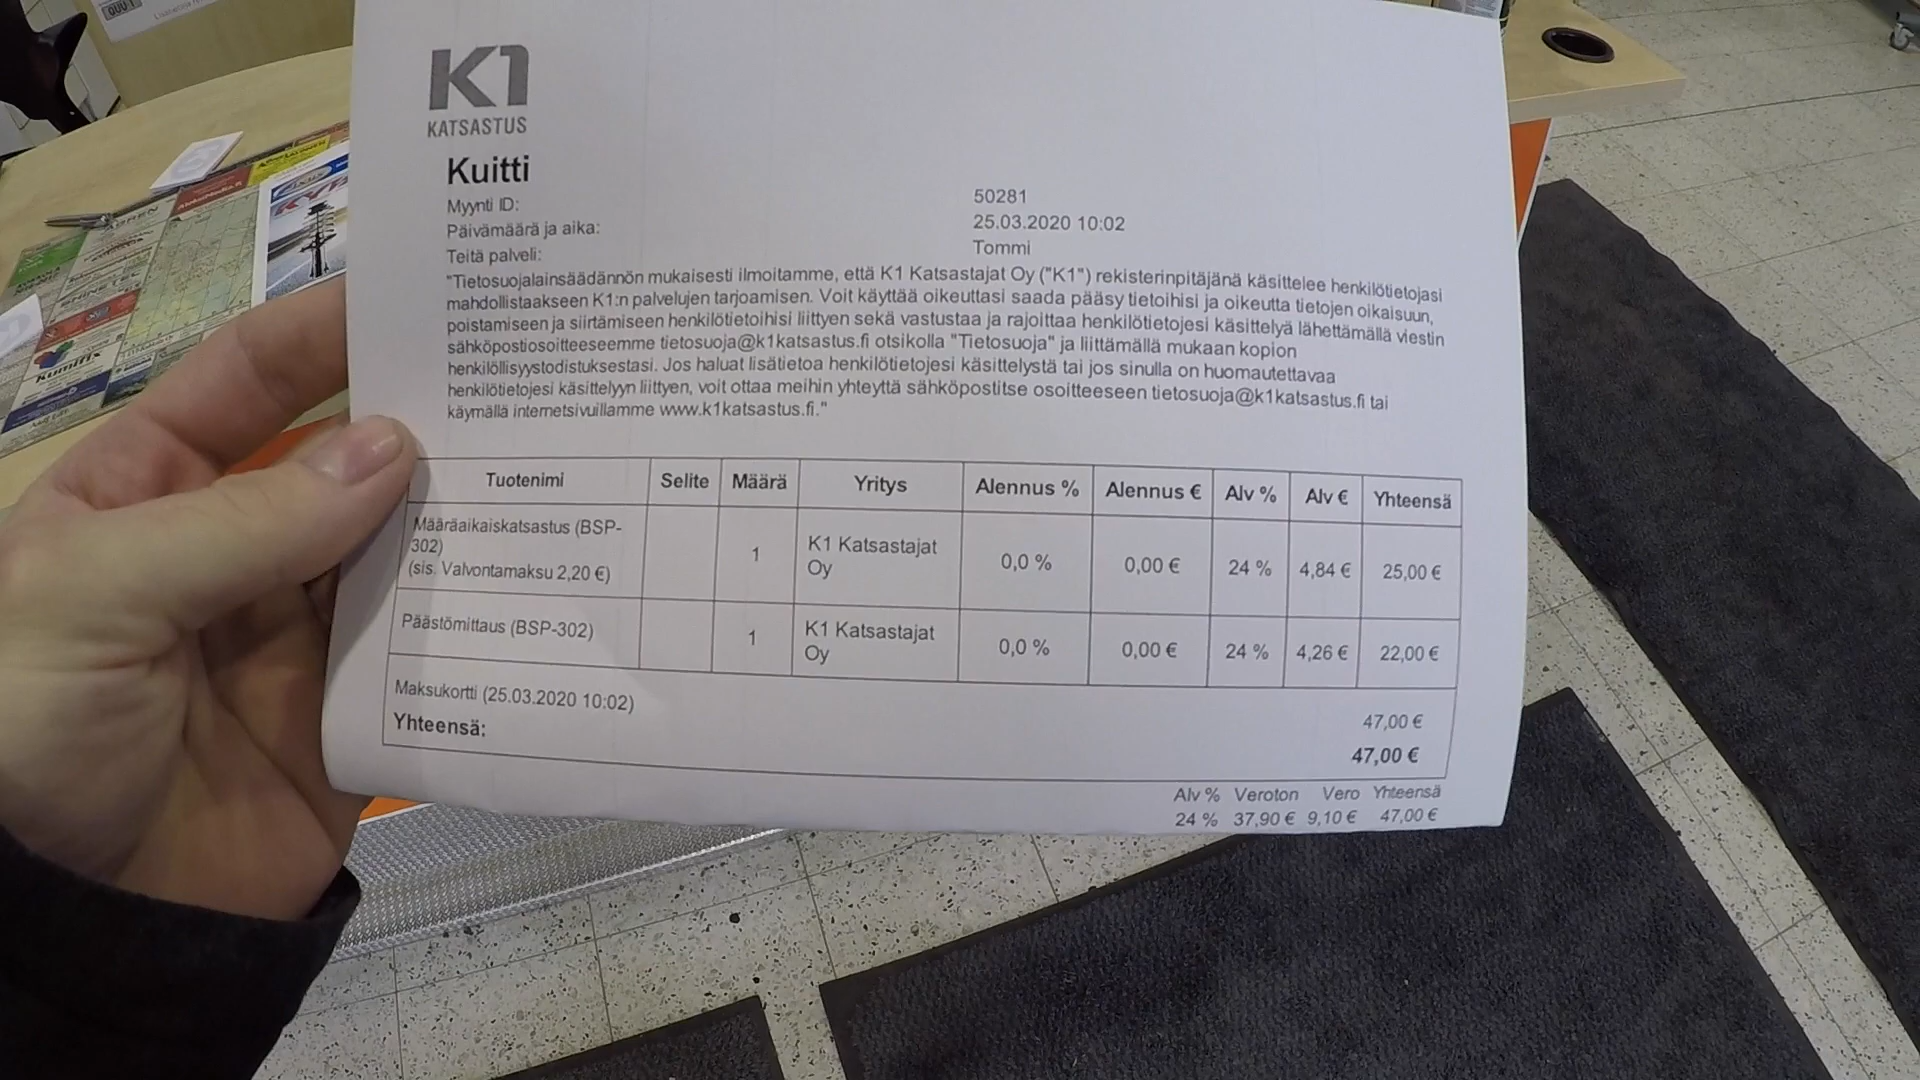 K1
KATSASTUS
Kuitti
Myynti ID: 50281
Päivämäärä ja aika: 25.03.2020 10:02
Teitä palveli: Tommi
"Tietosuojalainsäädännön mukaisesti ilmoitamme, että K1 Katsastajat Oy ("K1") rekisterinpitäjänä käsittelee henkilötietojasi
mahdollistaakseen K1:n palvelujen tarjoamisen. Voit käyttää oikeuttasi saada pääsy tietoihisi ja oikeutta tietojen oikaisuun,
poistamiseen ja siirtämiseen henkilötietoihisi liittyen sekä vastustaa ja rajoittaa henkilötietojesi käsittelyä lähettämällä viestin
sähköpostiosoitteeseemme tietosuoja@k1katsastus.fi otsikolla "Tietosuoja" ja liittämällä mukaan kopion
henkilöllisyystodistuksestasi. Jos haluat lisätietoa henkilötietojesi käsittelystä tai jos sinulla on huomautettavaa
henkilötietojesi käsittelyyn liittyen, voit ottaa meihin yhteyttä sähköpostitse osoitteeseen tietosuoja@k1katsastus.fi tai
käymällä internetsivuillamme www.k1katsastus.fi."
Tuotenimi Selite Määrä Yritys Alennus % Alennus € Alv % Alv € Yhteensä
Määräaikaiskatsastus (BSP-
302)
(sis. Valvontamaksu 2,20 €) 1 K1 Katsastajat
Oy 0,0 % 0,00 € 24 % 4,84 € 25,00 €
Päästömittaus (BSP-302) 1 K1 Katsastajat
Oy 0,0 % 0,00 € 24 % 4,26 € 22,00 €
Maksukortti (25.03.2020 10:02) 47,00 €
Yhteensä: 47,00 €
Alv % Veroton Vero Yhteensä
24 % 37,90 € 9,10 € 47,00 €
Kumifix